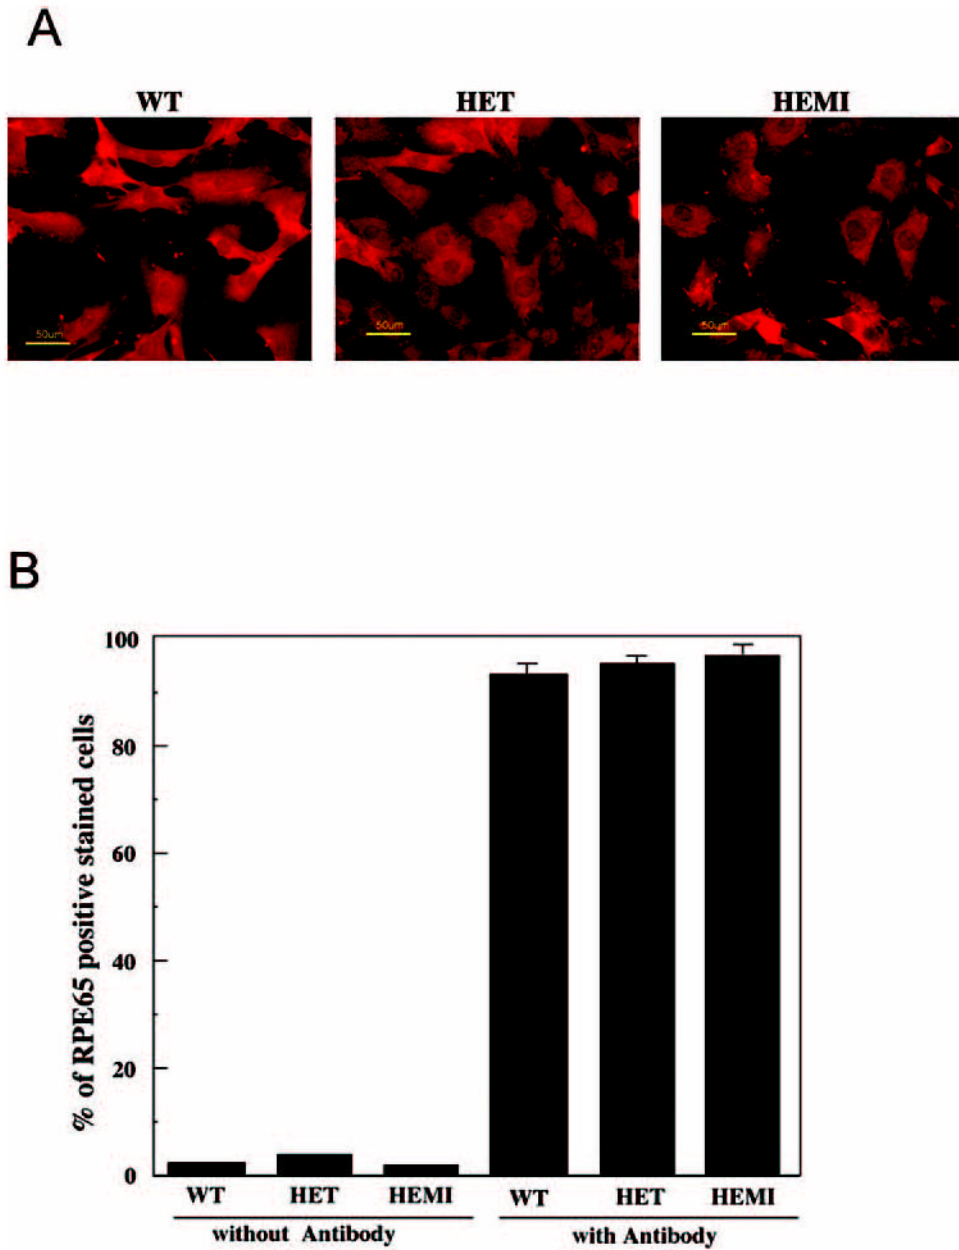 A
WT HET HEMI
50um 50um 50um
B
% of RPE65 positive stained cells
100
80
60
40
20
0
WT HET HEMI WT HET HEMI
without Antibody with Antibody